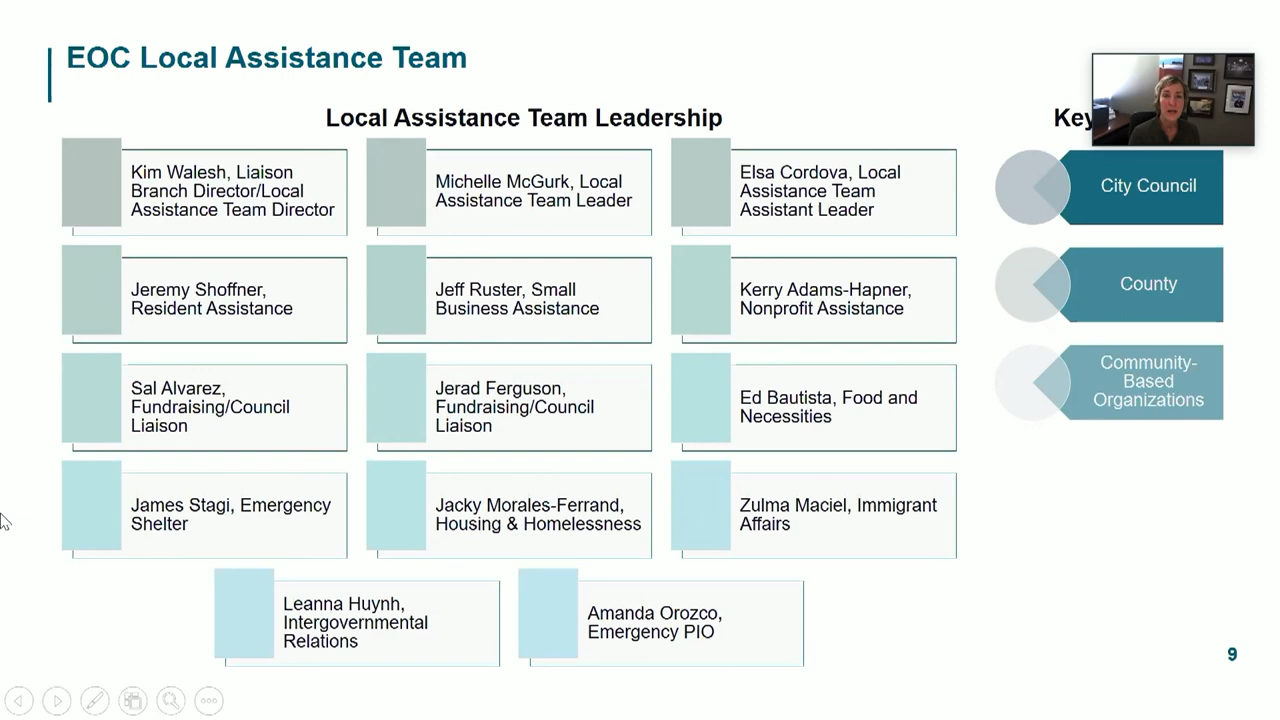 EOC Local Assistance Team
Local Assistance Team Leadership
Key
Kim Walesh, Liaison
Branch Director/Local
Assistance Team Director
Michelle McGurk, Local
Assistance Team Leader
Elsa Cordova, Local
Assistance Team
Assistant Leader
City Council
Jeremy Shoffner,
Resident Assistance
Jeff Ruster, Small
Business Assistance
Kerry Adams-Hapner,
Nonprofit Assistance
County
Sal Alvarez,
Fundraising/Council
Liaison
Jerad Ferguson,
Fundraising/Council
Liaison
Ed Bautista, Food and
Necessities
Community-
Based
Organizations
James Stagi, Emergency
Shelter
Jacky Morales-Ferrand,
Housing & Homelessness
Zulma Maciel, Immigrant
Affairs
Leanna Huynh,
Intergovernmental
Relations
Amanda Orozco,
Emergency PIO
9